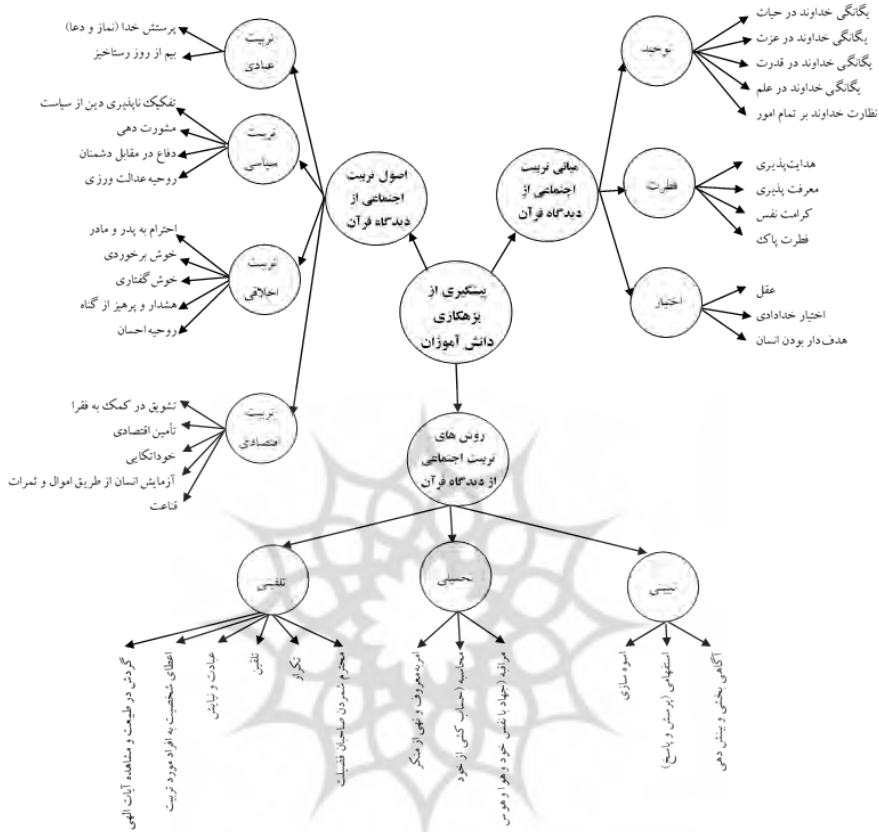 پیشگیری از
بزهکاری
دانش آموزان
مبانی تربیت
اجتماعی از
دیدگاه قرآن
توحید
یگانگی خداوند در حیات
یگانگی خداوند در عزت
یگانگی خداوند در قدرت
یگانگی خداوند در علم
نظارت خداوند بر تمام امور
فطرت
هدایت‌پذیری
معرفت پذیری
کرامت نفس
فطرت پاک
اختیار
عقل
اختیار خدادادی
هدف‌دار بودن انسان
اصول تربیت
اجتماعی از
دیدگاه قرآن
تربیت
عبادی
پرستش خدا (نماز و دعا)
بیم از روز رستاخیز
تربیت
سیاسی
تفکیک ناپذیری دین از سیاست
مشورت دهی
دفاع در مقابل دشمنان
روحیه عدالت ورزی
تربیت
اخلاقی
احترام به پدر و مادر
خوش برخوردی
خوش گفتاری
هشدار و پرهیز از گناه
روحیه احسان
تربیت
اقتصادی
تشویق در کمک به فقرا
تأمین اقتصادی
خوداتکایی
آزمایش انسان از طریق اموال و ثمرات
قناعت
روش های
تربیت اجتماعی
از دیدگاه قرآن
تبیینی
آگاهی بخشی و بینش دهی
استفهامی (پرسش و پاسخ)
اسوه سازی
تحمیلی
مراقبه (جهاد با نفس خود و هوا و هوس
محاسبه (حساب کشی از خود
امربه‌معروف و نهی از منکر
تلقینی
محترم شمردن صاحبان فضیلت
تکرار
تلقین
عبادت و نیایش
اعطای شخصیت به افراد مورد تربیت
گردش در طبیعت و مشاهده آیات الهی